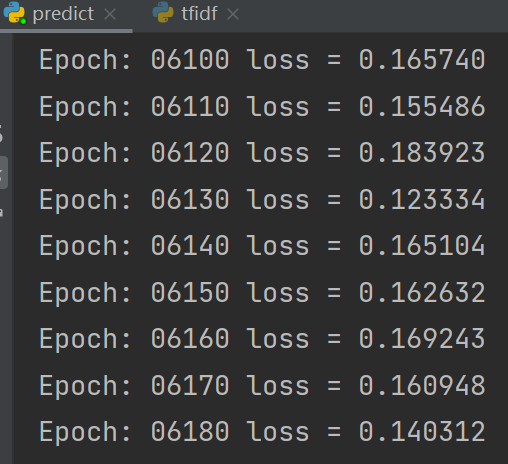 predict tfidf
Epoch: 06100 loss = 0.165740
Epoch: 06110 loss = 0.155486
Epoch: 06120 loss = 0.183923
Epoch: 06130 loss = 0.123334
Epoch: 06140 loss = 0.165104
Epoch: 06150 loss = 0.162632
Epoch: 06160 loss = 0.169243
Epoch: 06170 loss = 0.160948
Epoch: 06180 loss = 0.140312